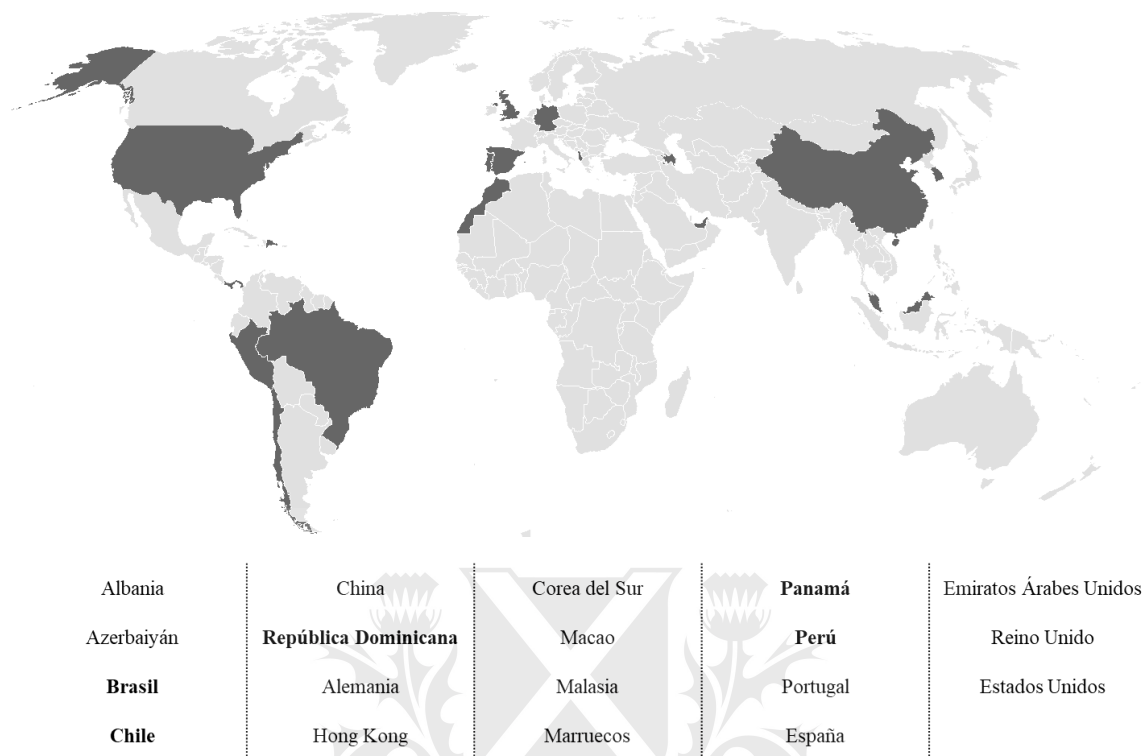 Albania
Azerbaiyán
Brasil
Chile
China
República Dominicana
Alemania
Hong Kong
Corea del Sur
Macao
Malasia
Marruecos
Panamá
Perú
Portugal
España
Emiratos Árabes Unidos
Reino Unido
Estados Unidos